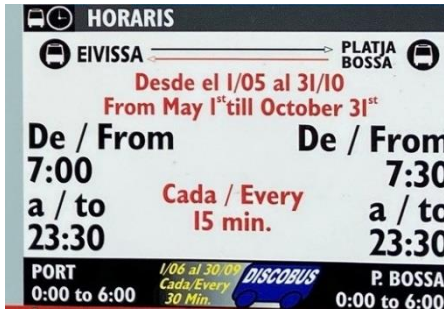 HORARIS
EIVISSA PLATJA BOSSA
Desde el 1/05 al 31/10
From May 1st till October 31st
De / From De / From
7:00 7:30
a / to Cada / Every a / to
23:30 15 min. 23:30
PORT 1/06 al 30/09 DISCOBUS P. BOSSA
0:00 to 6:00 Cada/Every 0:00 to 6:00
30 Min.